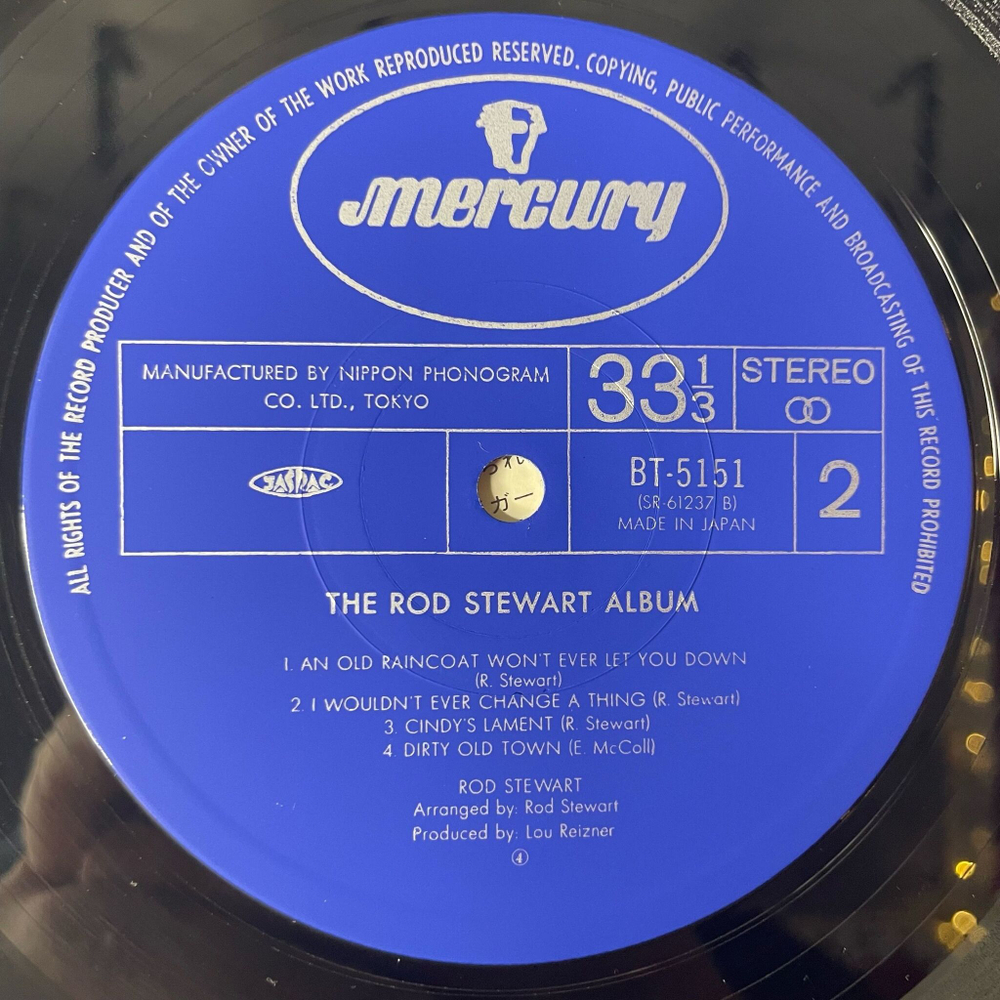 ALL RIGHTS OF THE RECORD PRODUCER AND OF THE OWNER OF THE WORK REPRODUCED RESERVED. COPYING, PUBLIC PERFORMANCE AND BROADCASTING OF THIS RECORD PROHIBITED
mercury
MANUFACTURED BY NIPPON PHONOGRAM
CO. LTD., TOKYO
33 1/3
STEREO
JASRAC
BT-5151
(SR-61237 B)
MADE IN JAPAN
2
ガー
THE ROD STEWART ALBUM
1. AN OLD RAINCOAT WON'T EVER LET YOU DOWN
(R. Stewart)
2. I WOULDN'T EVER CHANGE A THING (R. Stewart)
3. CINDY'S LAMENT (R. Stewart)
4. DIRTY OLD TOWN (E. McColl)
ROD STEWART
Arranged by: Rod Stewart
Produced by: Lou Reizner
④